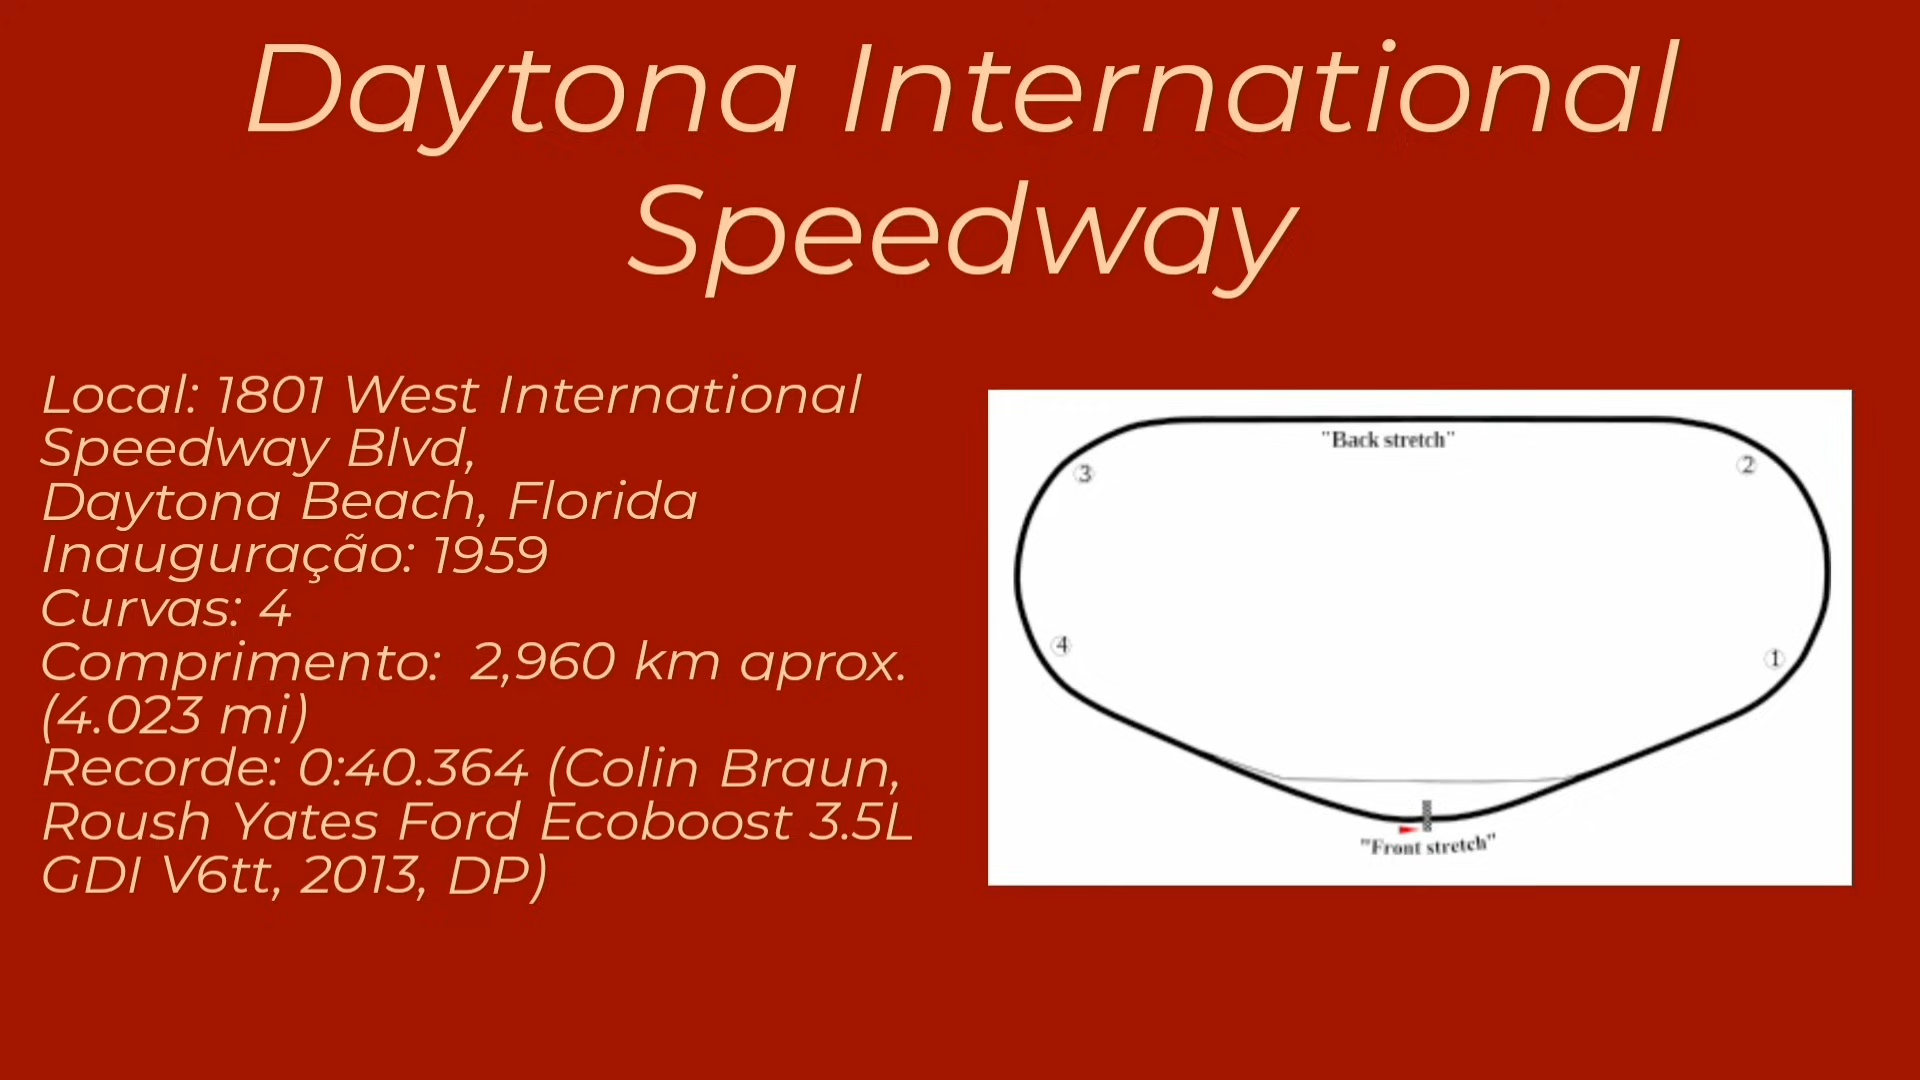 Daytona International
Speedway
Local: 1801 West International
Speedway Blvd,
Daytona Beach, Florida
Inauguração: 1959
Curvas: 4
Comprimento: 2,960 km aprox.
(4.023 mi)
Recorde: 0:40.364 (Colin Braun,
Roush Yates Ford Ecoboost 3.5L
GDI V6tt, 2013, DP)
"Back stretch"
3
2
4
1
"Front stretch"